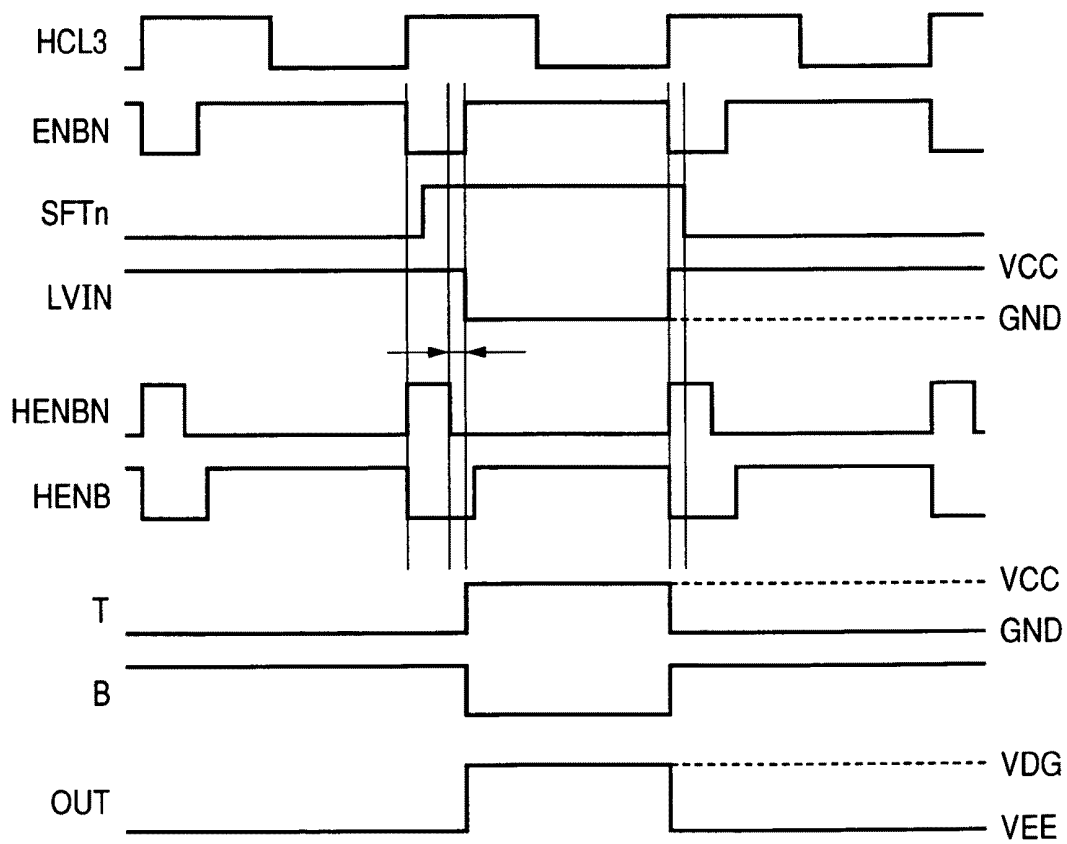 HCL3
ENBN
SFTn
VCC
LVIN
GND
HENBN
HENB
VCC
T
GND
B
VDG
OUT
VEE